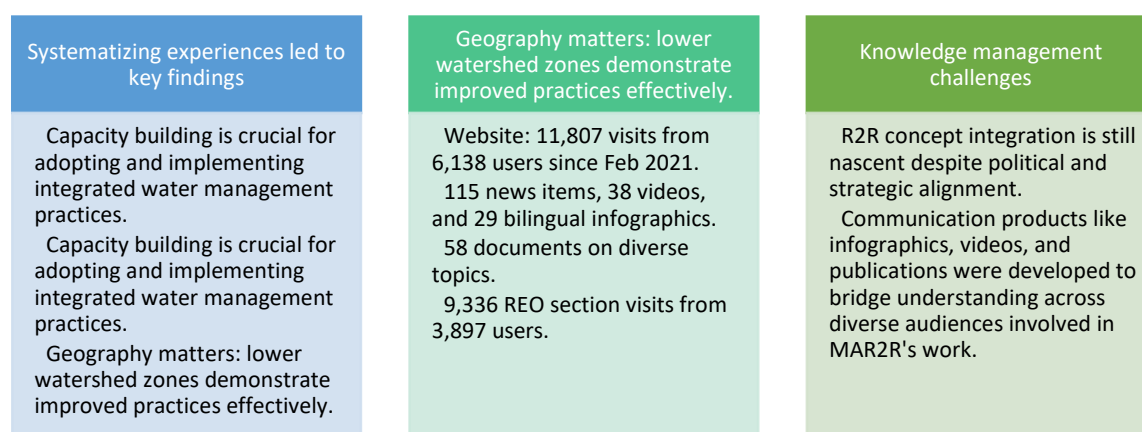 Systematizing experiences led to
key findings
Capacity building is crucial for
adopting and implementing
integrated water management
practices.
Capacity building is crucial for
adopting and implementing
integrated water management
practices.
Geography matters: lower
watershed zones demonstrate
improved practices effectively.
Geography matters: lower
watershed zones demonstrate
improved practices effectively.
Website: 11,807 visits from
6,138 users since Feb 2021.
115 news items, 38 videos,
and 29 bilingual infographics.
58 documents on diverse
topics.
9,336 REO section visits from
3,897 users.
Knowledge management
challenges
R2R concept integration is still
nascent despite political and
strategic alignment.
Communication products like
infographics, videos, and
publications were developed to
bridge understanding across
diverse audiences involved in
MAR2R's work.